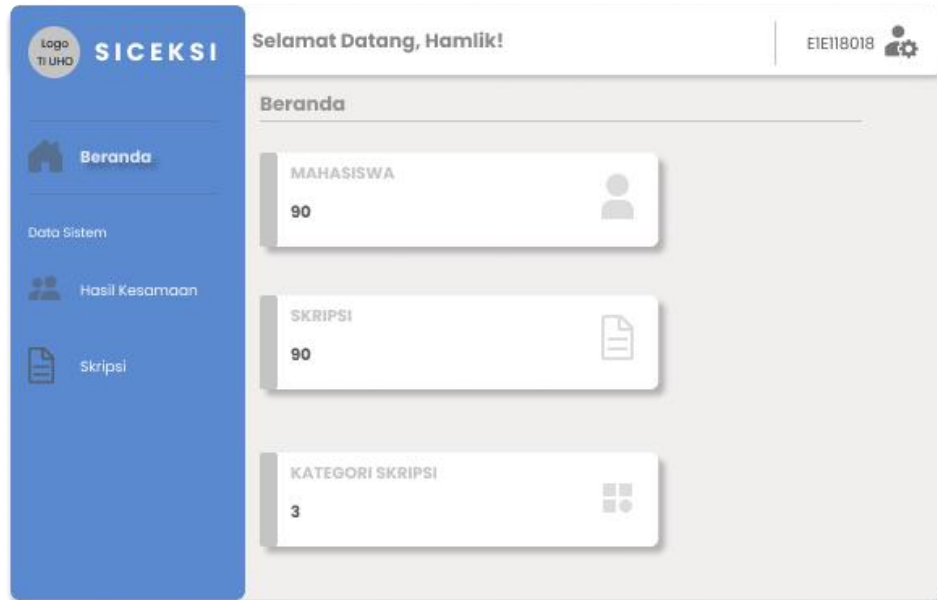 Logo
TI UHO
SICEKSI
Selamat Datang, Hamlik!
E1E118018
Beranda
Data Sistem
Hasil Kesamaan
Skripsi
Beranda
MAHASISWA
90
SKRIPSI
90
KATEGORI SKRIPSI
3